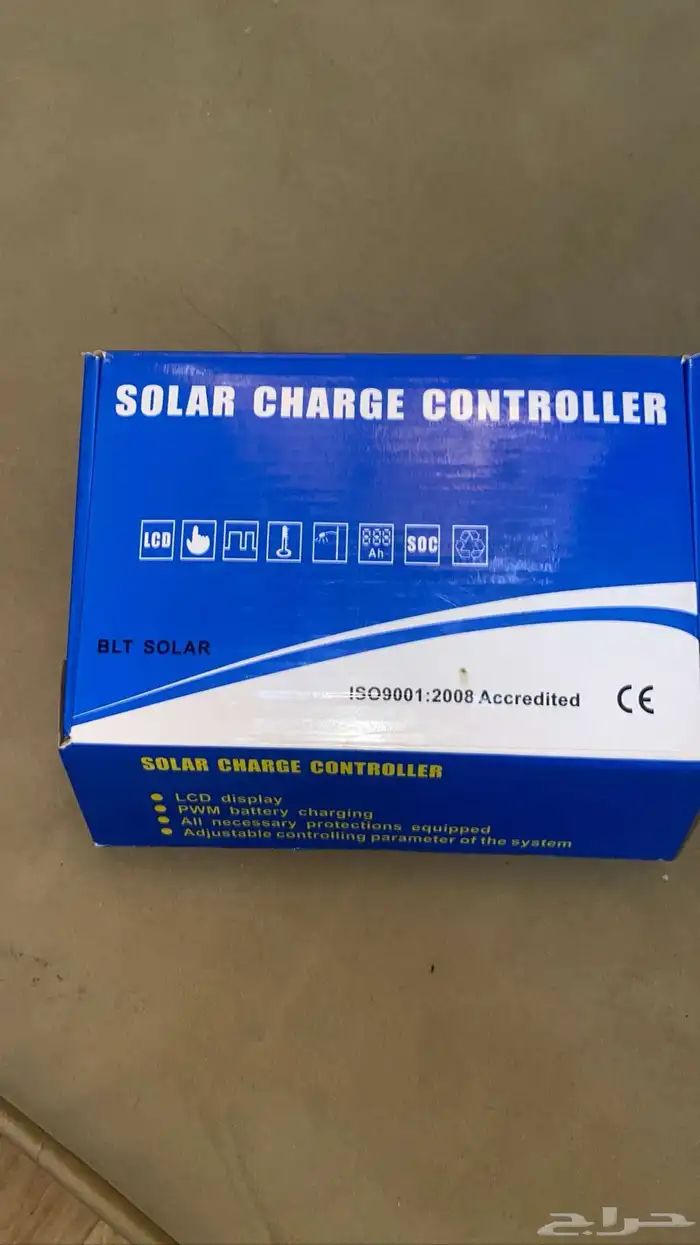 SOLAR CHARGE CONTROLLER
LCD
888
Ah
SOC
BLT SOLAR
ISO9001:2008 Accredited
CE
SOLAR CHARGE CONTROLLER
LCD display
PWM battery charging
All necessary protections equipped
Adjustable controlling parameter of the system
حراج